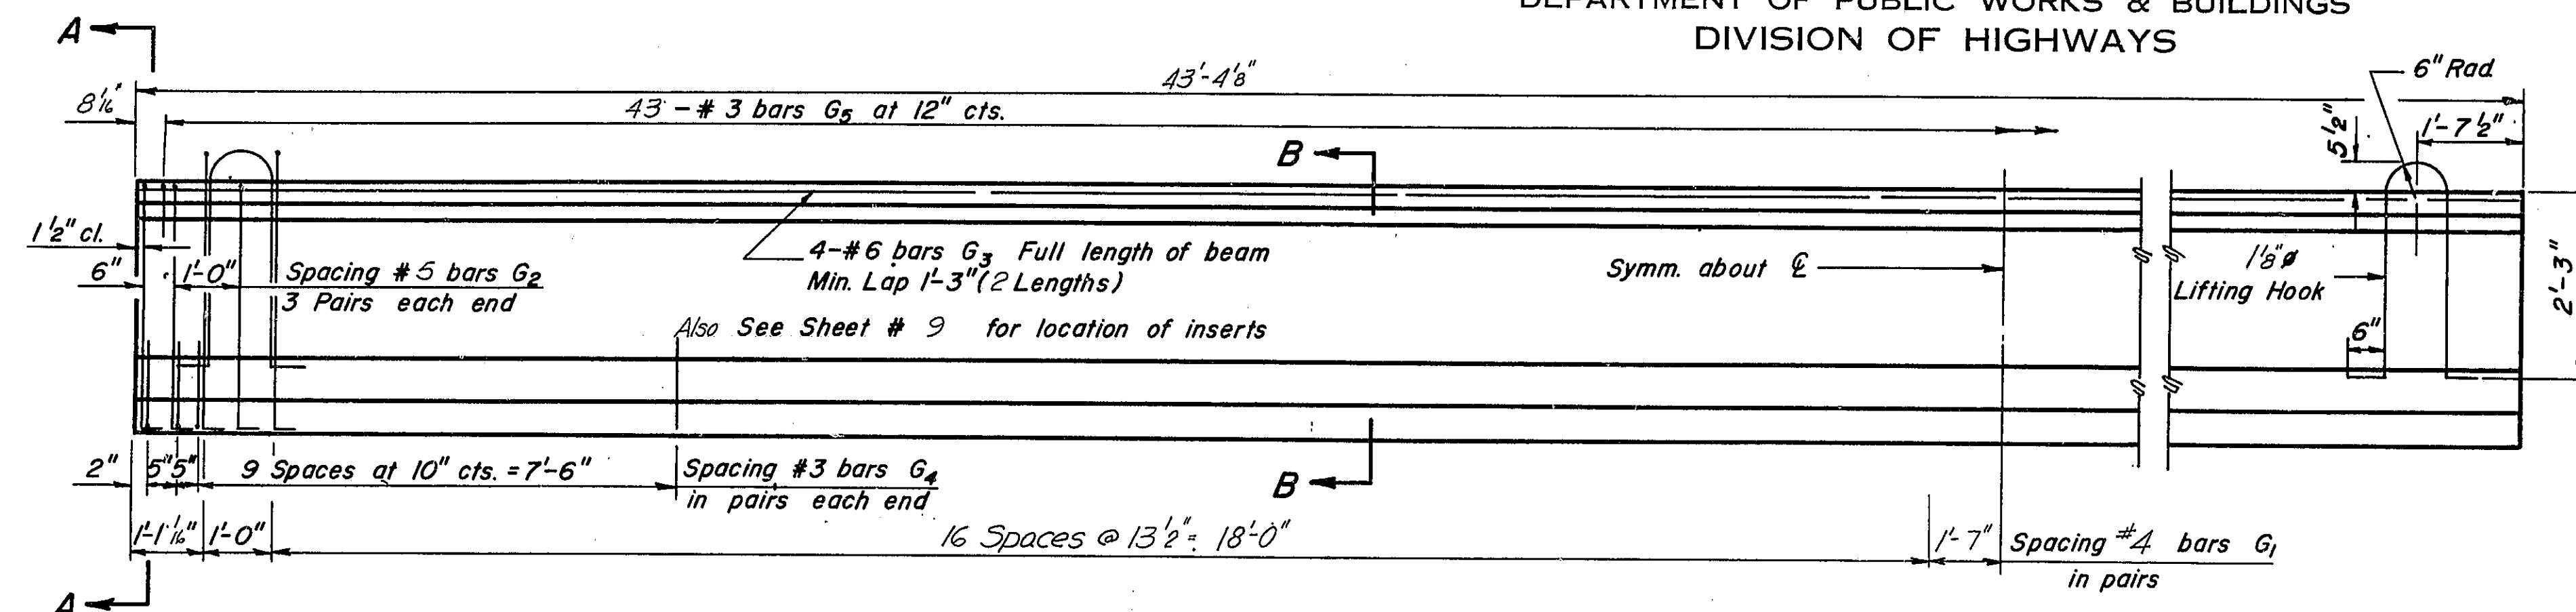 DEPARTMENT OF PUBLIC WORKS & BUILDINGS
DIVISION OF HIGHWAYS
A
43'-4⅛"
6" Rad.
8 1/16"
43 - # 3 bars G5 at 12" cts.
5½"
1'-7½"
B
1½" cl.
4-#6 bars G3 Full length of beam
Min. Lap 1'-3" (2 Lengths)
6"
1'-0"
Spacing #5 bars G2
3 Pairs each end
Symm. about ℄
1⅛"ø
Lifting Hook
2'-3"
Also See Sheet # 9 for location of inserts
6"
2"
5"
5"
9 Spaces at 10" cts. = 7'-6"
Spacing #3 bars G4
in pairs each end
B
1'-1 1/16"
1'-0"
16 Spaces @ 13½" = 18'-0"
1'-7"
Spacing #4 bars G1
in pairs
A